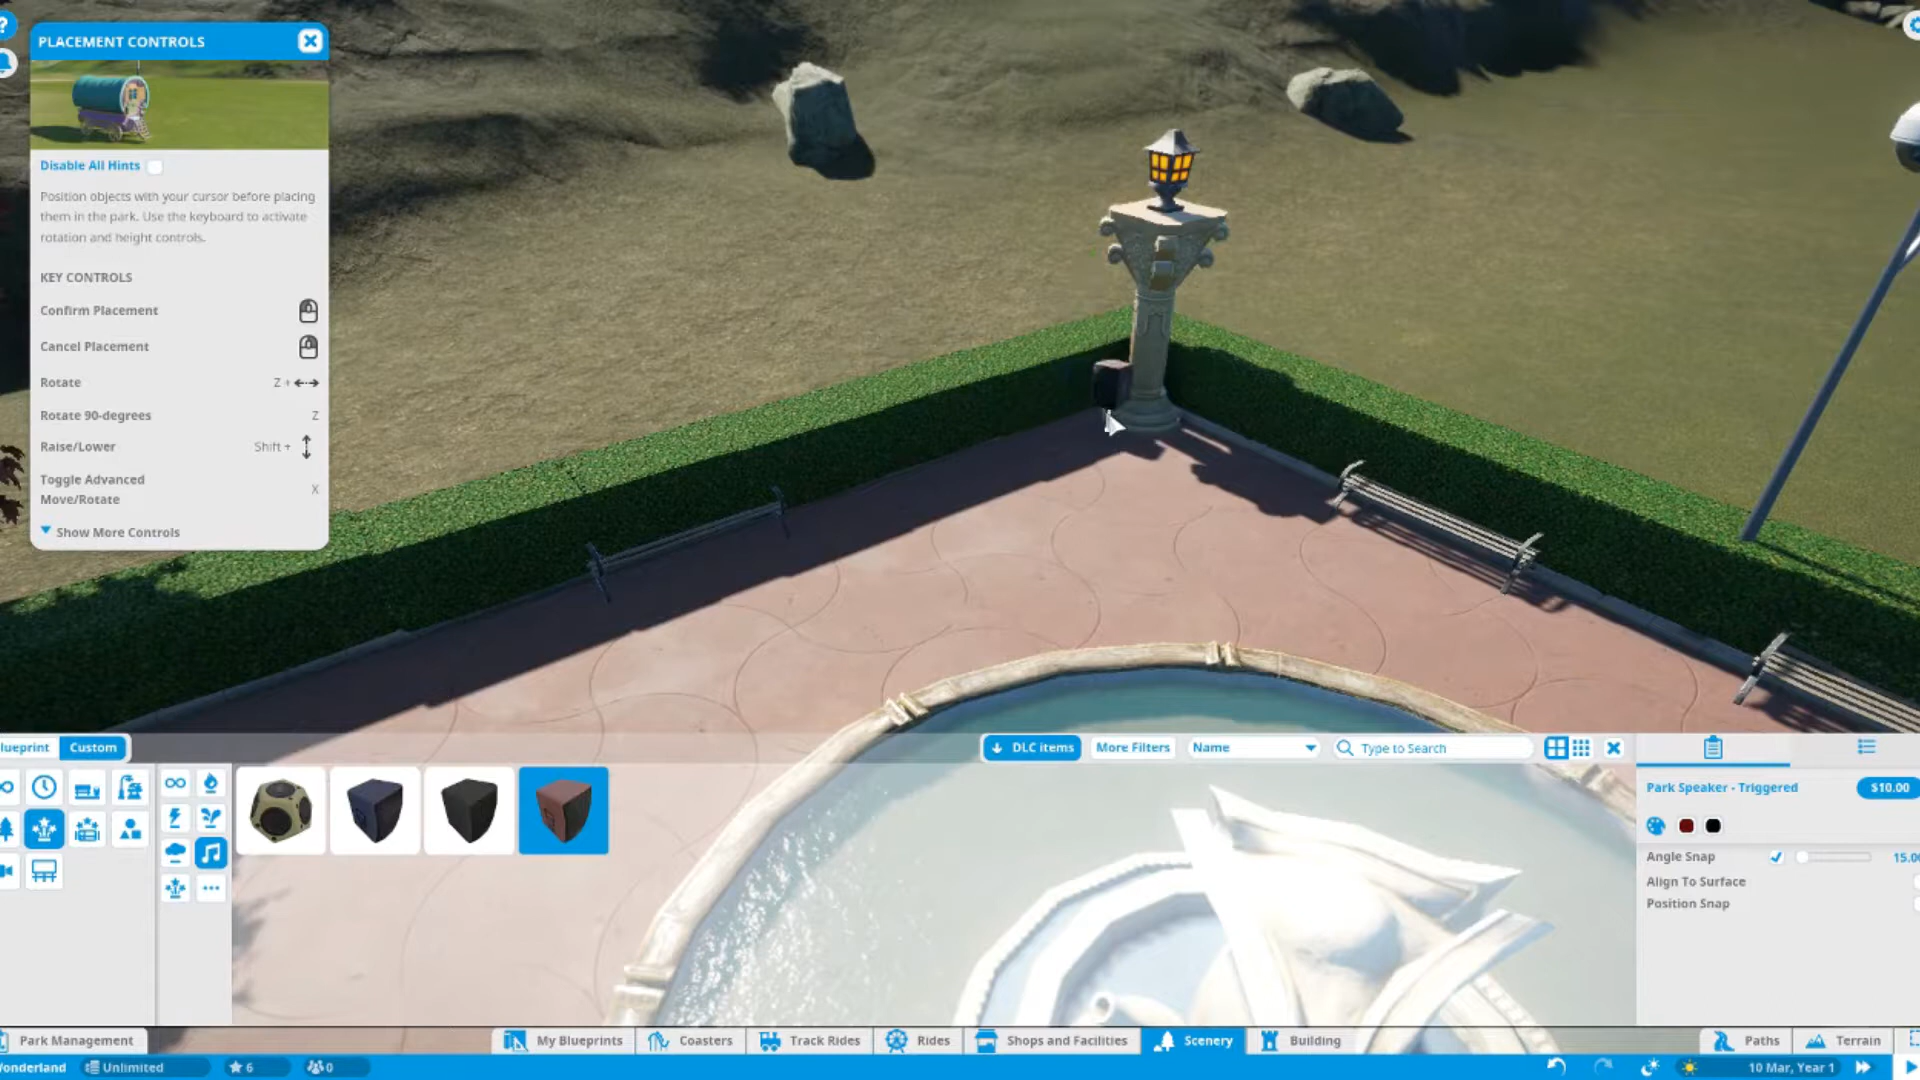 PLACEMENT CONTROLS
Disable All Hints
Position objects with your cursor before placing
them in the park. Use the keyboard to activate
rotation and height controls.
KEY CONTROLS
Confirm Placement
Cancel Placement
Rotate Z +
Rotate 90-degrees Z
Raise/Lower Shift +
Toggle Advanced
Move/Rotate X
Show More Controls
lueprint Custom DLC items More Filters Name Type to Search
Park Speaker - Triggered $10.00
Angle Snap 15.00
Align To Surface
Position Snap
Park Management My Blueprints Coasters Track Rides Rides Shops and Facilities Scenery Building Paths Terrain
onderland Unlimited 6 0 10 Mar, Year 1